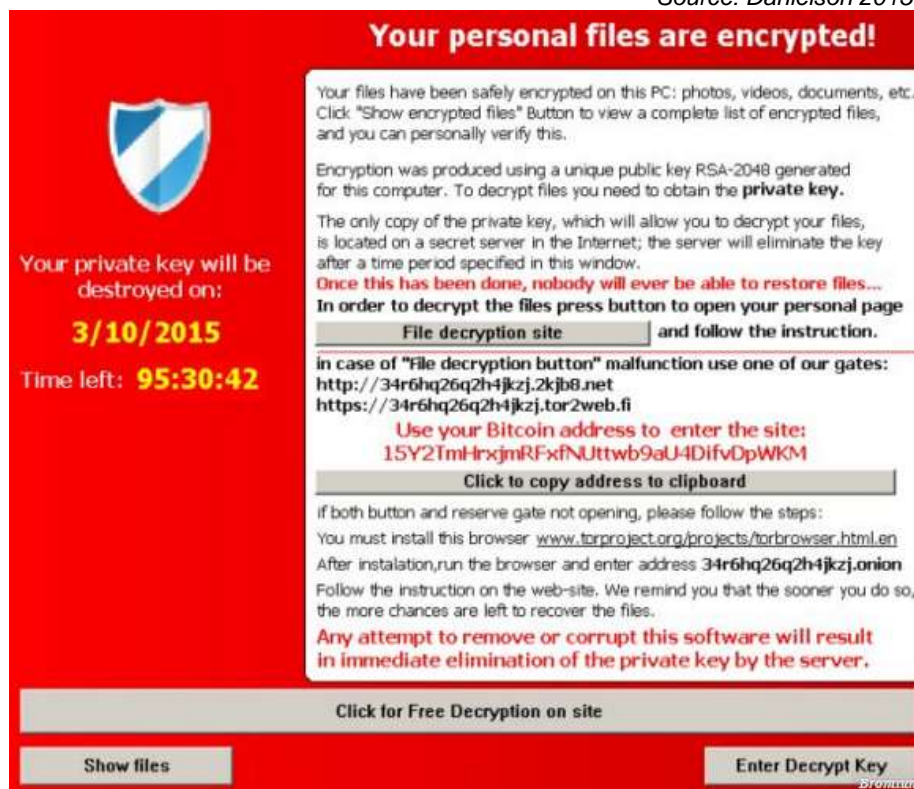 Source: Danielson 2015
Your personal files are encrypted!
Your files have been safely encrypted on this PC: photos, videos, documents, etc.
Click "Show encrypted files" Button to view a complete list of encrypted files,
and you can personally verify this.
Encryption was produced using a unique public key RSA-2048 generated
for this computer. To decrypt files you need to obtain the private key.
The only copy of the private key, which will allow you to decrypt your files,
is located on a secret server in the Internet; the server will eliminate the key
after a time period specified in this window.
Once this has been done, nobody will ever be able to restore files...
In order to decrypt the files press button to open your personal page
File decryption site and follow the instruction.
in case of "File decryption button" malfunction use one of our gates:
http://34r6hq26q2h4jkzj.2kjb8.net
https://34r6hq26q2h4jkzj.tor2web.fi
Use your Bitcoin address to enter the site:
15Y2TmHrxjmRFxfNUttwb9aU4DifvDpWKM
Click to copy address to clipboard
if both button and reserve gate not opening, please follow the steps:
You must install this browser www.torproject.org/projects/torbrowser.html.en
After instalation,run the browser and enter address 34r6hq26q2h4jkzj.onion
Follow the instruction on the web-site. We remind you that the sooner you do so,
the more chances are left to recover the files.
Any attempt to remove or corrupt this software will result
in immediate elimination of the private key by the server.
Your private key will be
destroyed on:
3/10/2015
Time left: 95:30:42
Click for Free Decryption on site
Show files
Enter Decrypt Key